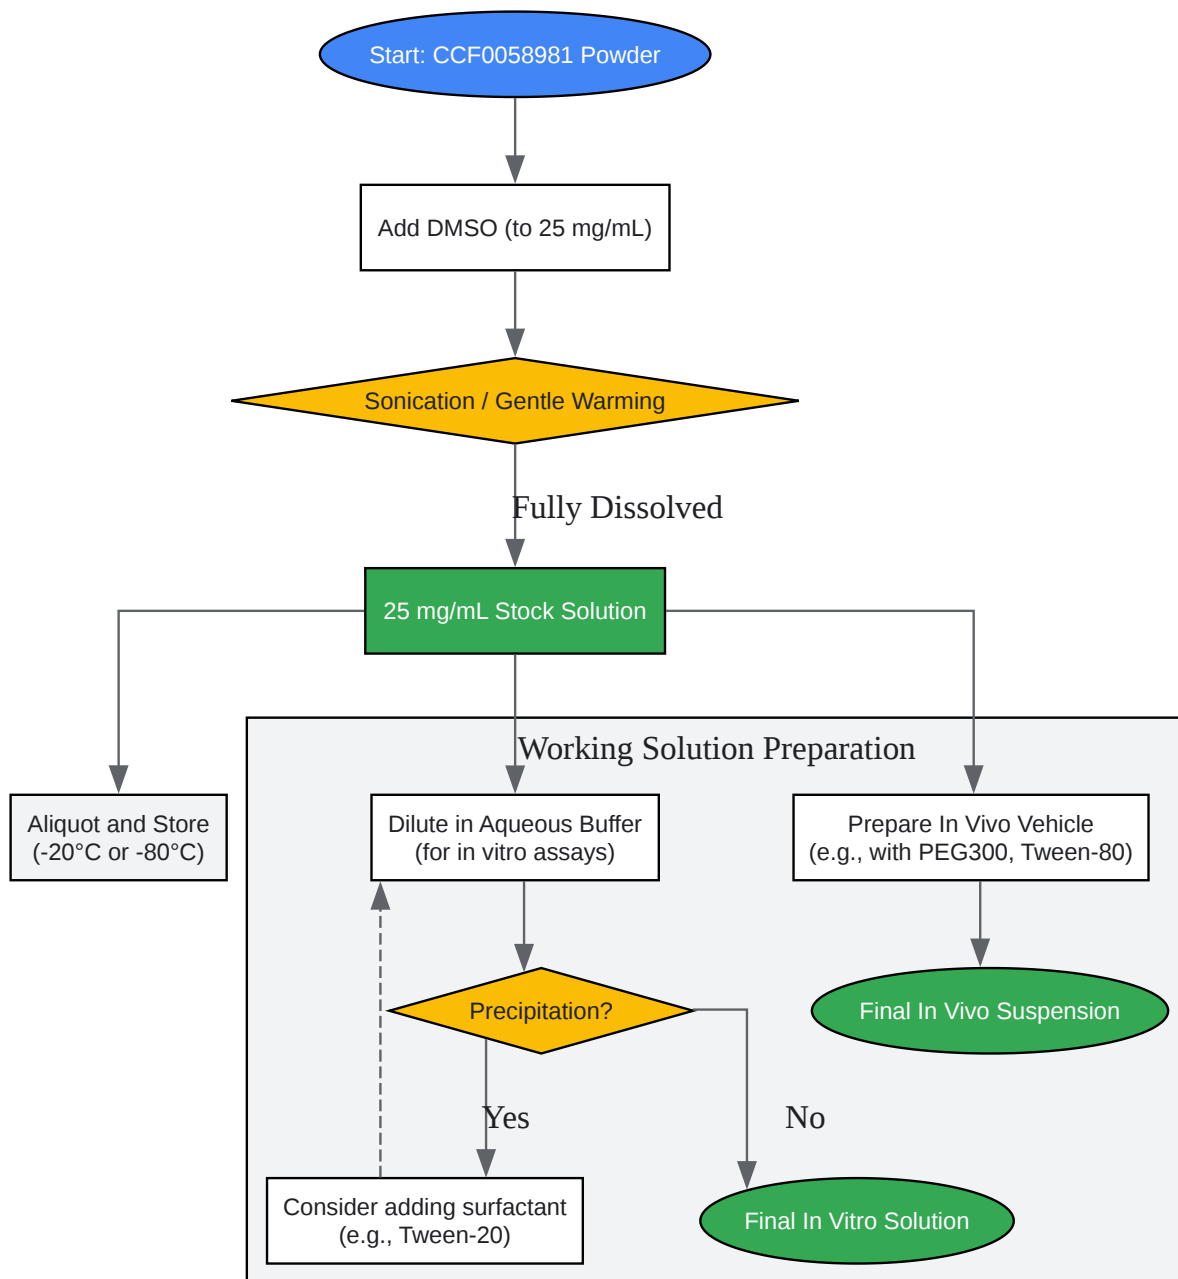 Start: CCF0058981 Powder
Add DMSO (to 25 mg/mL)
Sonication / Gentle Warming
Fully Dissolved
25 mg/mL Stock Solution
Working Solution Preparation
Aliquot and Store
(-20°C or -80°C)
Dilute in Aqueous Buffer
(for in vitro assays)
Prepare In Vivo Vehicle
(e.g., with PEG300, Tween-80)
Precipitation?
Final In Vivo Suspension
Yes
No
Consider adding surfactant
(e.g., Tween-20)
Final In Vitro Solution